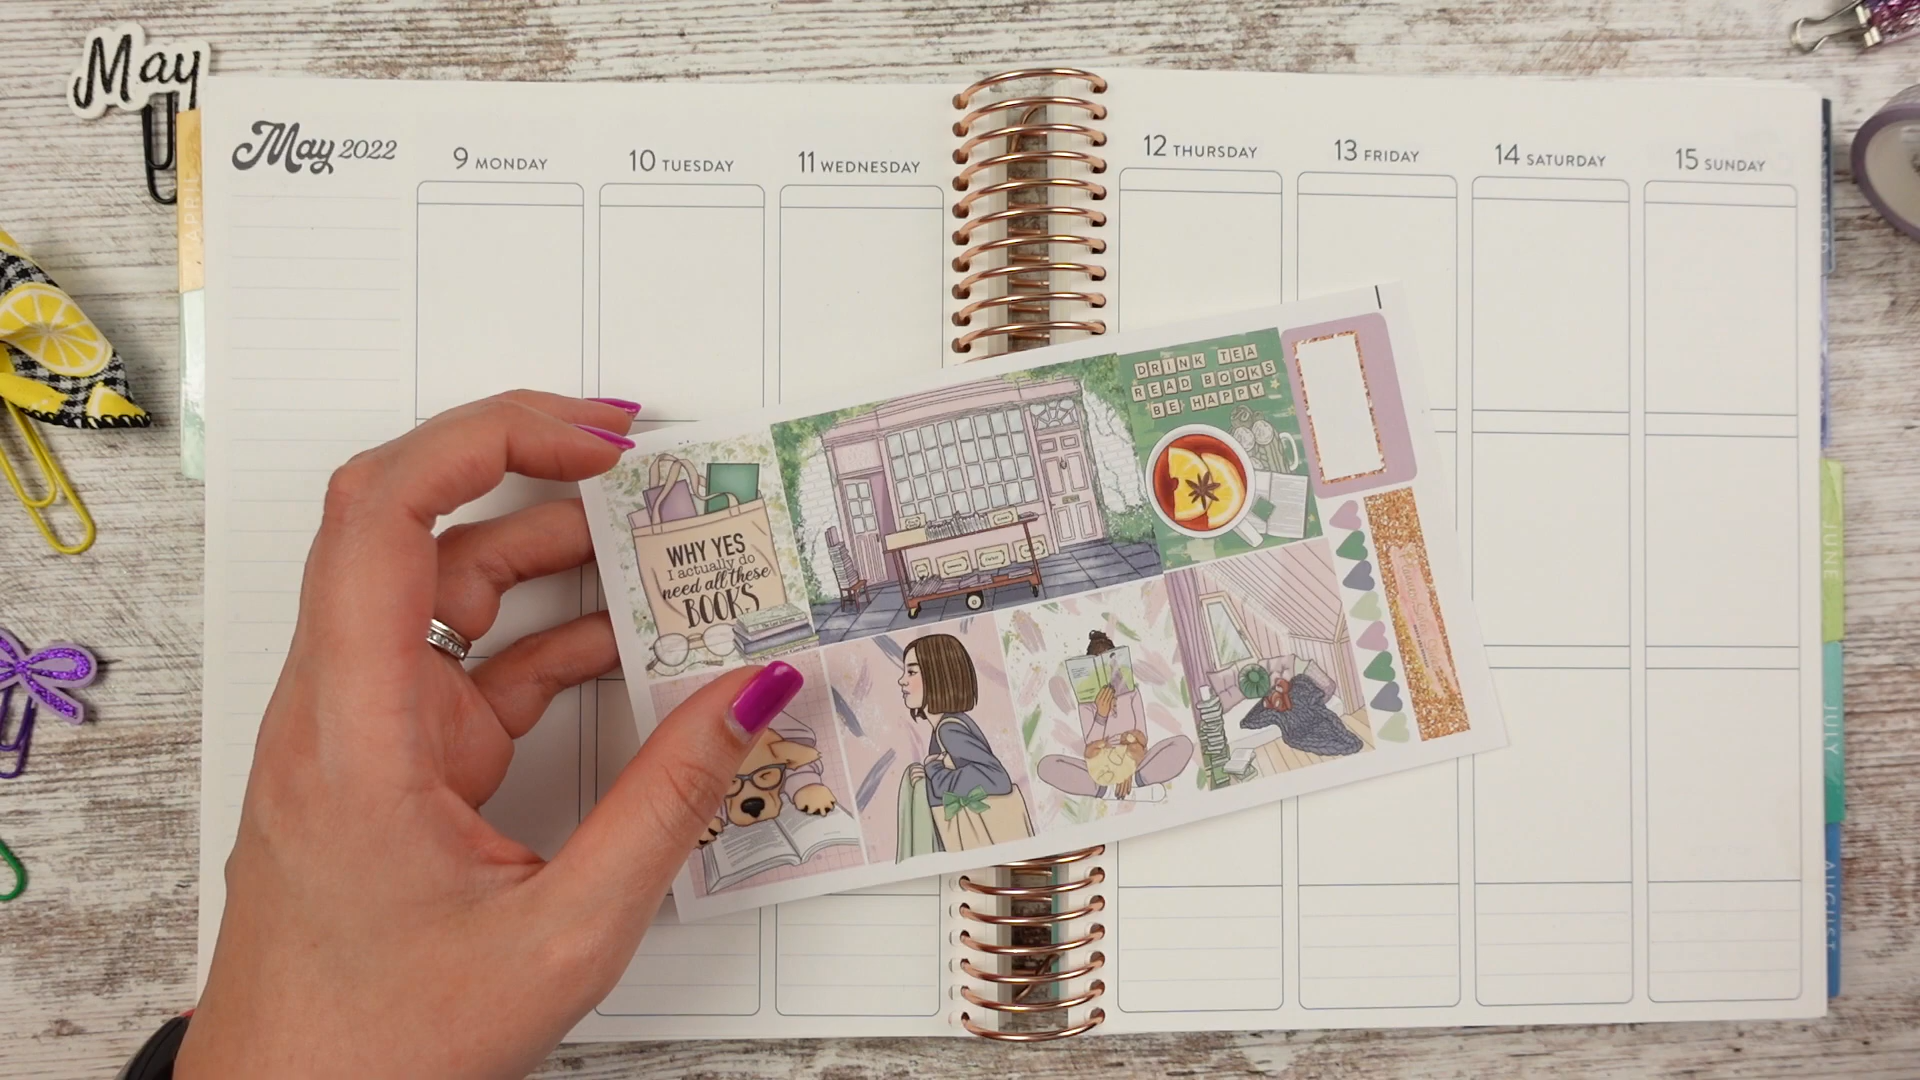 May
May 2022
9 MONDAY
10 TUESDAY
11 WEDNESDAY
12 THURSDAY
13 FRIDAY
14 SATURDAY
15 SUNDAY
APRIL
DRINK TEA
READ BOOKS
BE HAPPY
WHY YES
I actually do
need all these
BOOKS
JUNE
JULY
AUGUST